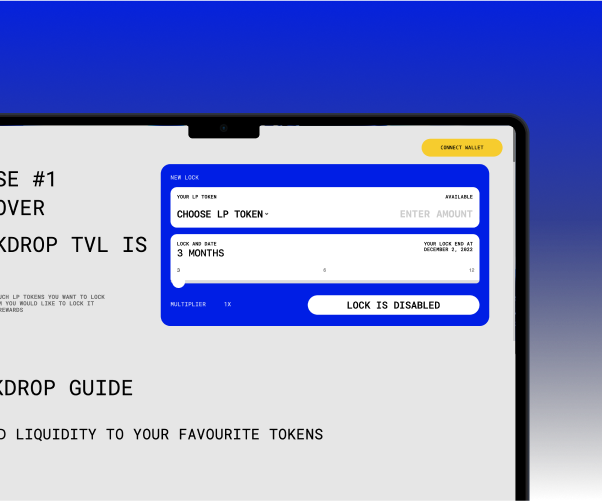 CONNECT WALLET
SE #1
OVER
KDROP TVL IS
UCH LP TOKENS YOU WANT TO LOCK
M YOU WOULD LIKE TO LOCK IT
REWARDS
NEW LOCK
YOUR LP TOKEN AVAILABLE
CHOOSE LP TOKEN ENTER AMOUNT
LOCK AND DATE YOUR LOCK END AT
3 MONTHS DECEMBER 2, 2022
3 6 12
MULTIPLIER 1X LOCK IS DISABLED
KDROP GUIDE
D LIQUIDITY TO YOUR FAVOURITE TOKENS